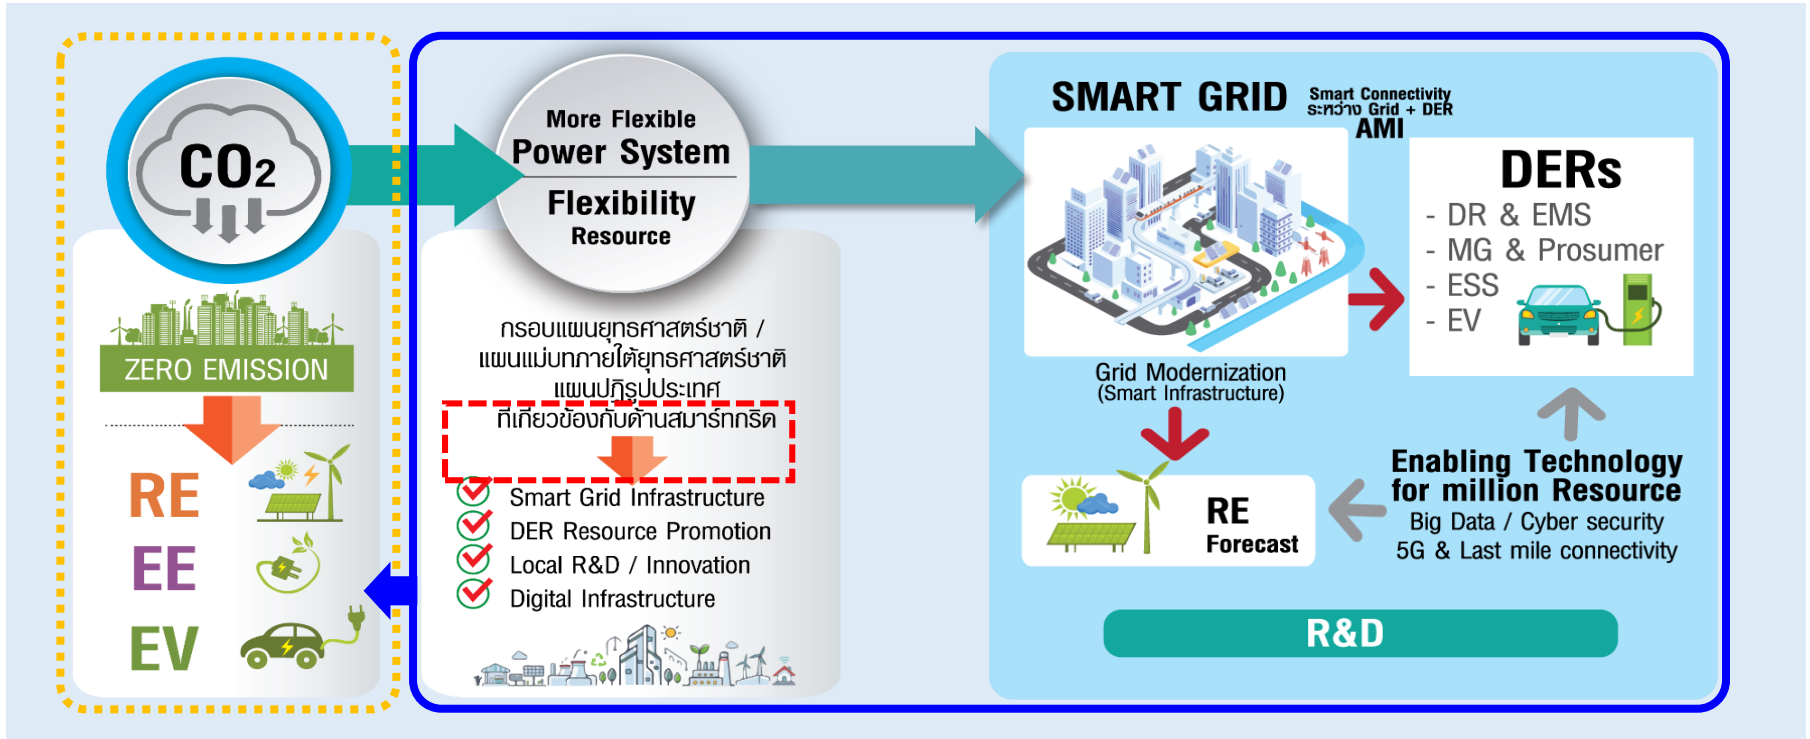 CO2
ZERO EMISSION
RE
EE
EV
More Flexible
Power System
Flexibility
Resource
กรอบแผนยุทธศาสตร์ชาติ /
แผนแม่บทภายใต้ยุทธศาสตร์ชาติ
แผนปฏิรูปประเทศ
ที่เกี่ยวข้องกับด้านสมาร์ทกริด
Smart Grid Infrastructure
DER Resource Promotion
Local R&D / Innovation
Digital Infrastructure
SMART GRID
Smart Connectivity
ระหว่าง Grid + DER
AMI
DERs
- DR & EMS
- MG & Prosumer
- ESS
- EV
Grid Modernization
(Smart Infrastructure)
RE
Forecast
Enabling Technology
for million Resource
Big Data / Cyber security
5G & Last mile connectivity
R&D